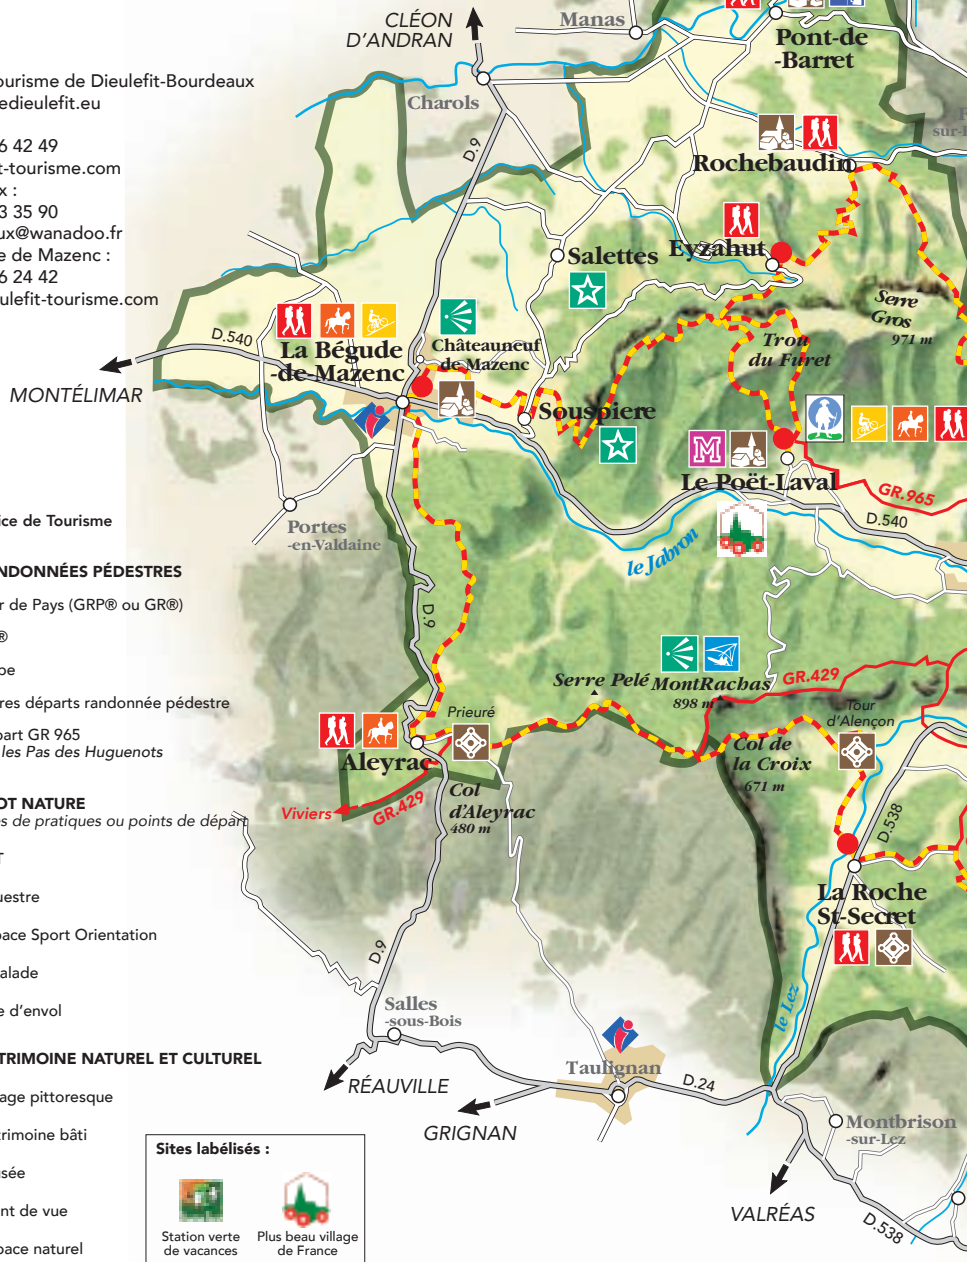 CLÉON
D'ANDRAN
Manas
Pont-de
-Barret
ourisme de Dieulefit-Bourdeaux
edieulefit.eu
Charols
6 42 49
t-tourisme.com
x :
3 35 90
ux@wanadoo.fr
e de Mazenc :
6 24 42
ulefit-tourisme.com
D.9
sur-l
Rochebaudin
Eyzahut
Salettes
Serre
Gros
971 m
D.540
La Bégude
-de-Mazenc
Châteauneuf
de Mazenc
Trou
du Furet
MONTÉLIMAR
Souspierre
M
Le Poët-Laval
GR.965
D.540
Portes
-en-Valdaine
le Jabron
ice de Tourisme
NDONNÉES PÉDESTRES
r de Pays (GRP® ou GR®)
®
pe
res départs randonnée pédestre
part GR 965
les Pas des Huguenots
D.9
Serre Pelé
MontRachas
898 m
GR.429
Prieuré
Tour
d'Alençon
Aleyrac
Col de
la Croix
671 m
Viviers
GR.429
Col
d'Aleyrac
480 m
OT NATURE
es de pratiques ou points de départ
T
uestre
pace Sport Orientation
alade
e d'envol
D.538
La Roche
St-Secret
D.9
le Lez
Salles
-sous-Bois
TRIMOINE NATUREL ET CULTUREL
age pittoresque
trimoine bâti
usée
nt de vue
pace naturel
RÉAUVILLE
Taulignan
D.24
GRIGNAN
Montbrison
-sur-Lez
VALRÉAS
D.538
Sites labélisés :
Station verte
de vacances
Plus beau village
de France